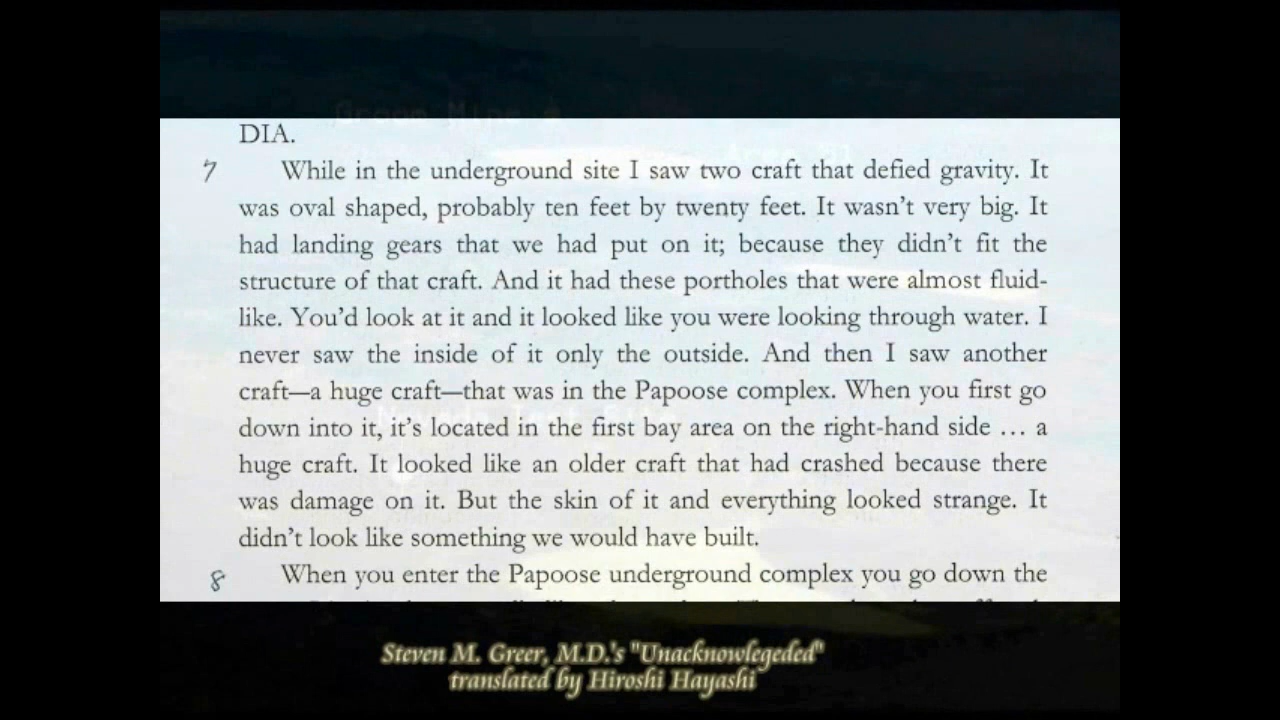 Groom Mine &
Area 51
DIA.
7 While in the underground site I saw two craft that defied gravity. It
was oval shaped, probably ten feet by twenty feet. It wasn't very big. It
had landing gears that we had put on it; because they didn't fit the
structure of that craft. And it had these portholes that were almost fluid-
like. You'd look at it and it looked like you were looking through water. I
never saw the inside of it only the outside. And then I saw another
craft—a huge craft—that was in the Papoose complex. When you first go
Nevada Test Site
down into it, it's located in the first bay area on the right-hand side … a
huge craft. It looked like an older craft that had crashed because there
was damage on it. But the skin of it and everything looked strange. It
didn't look like something we would have built.
8 When you enter the Papoose underground complex you go down the
Steven M. Greer, M.D.'s "Unacknowlegeded"
translated by Hiroshi Hayashi